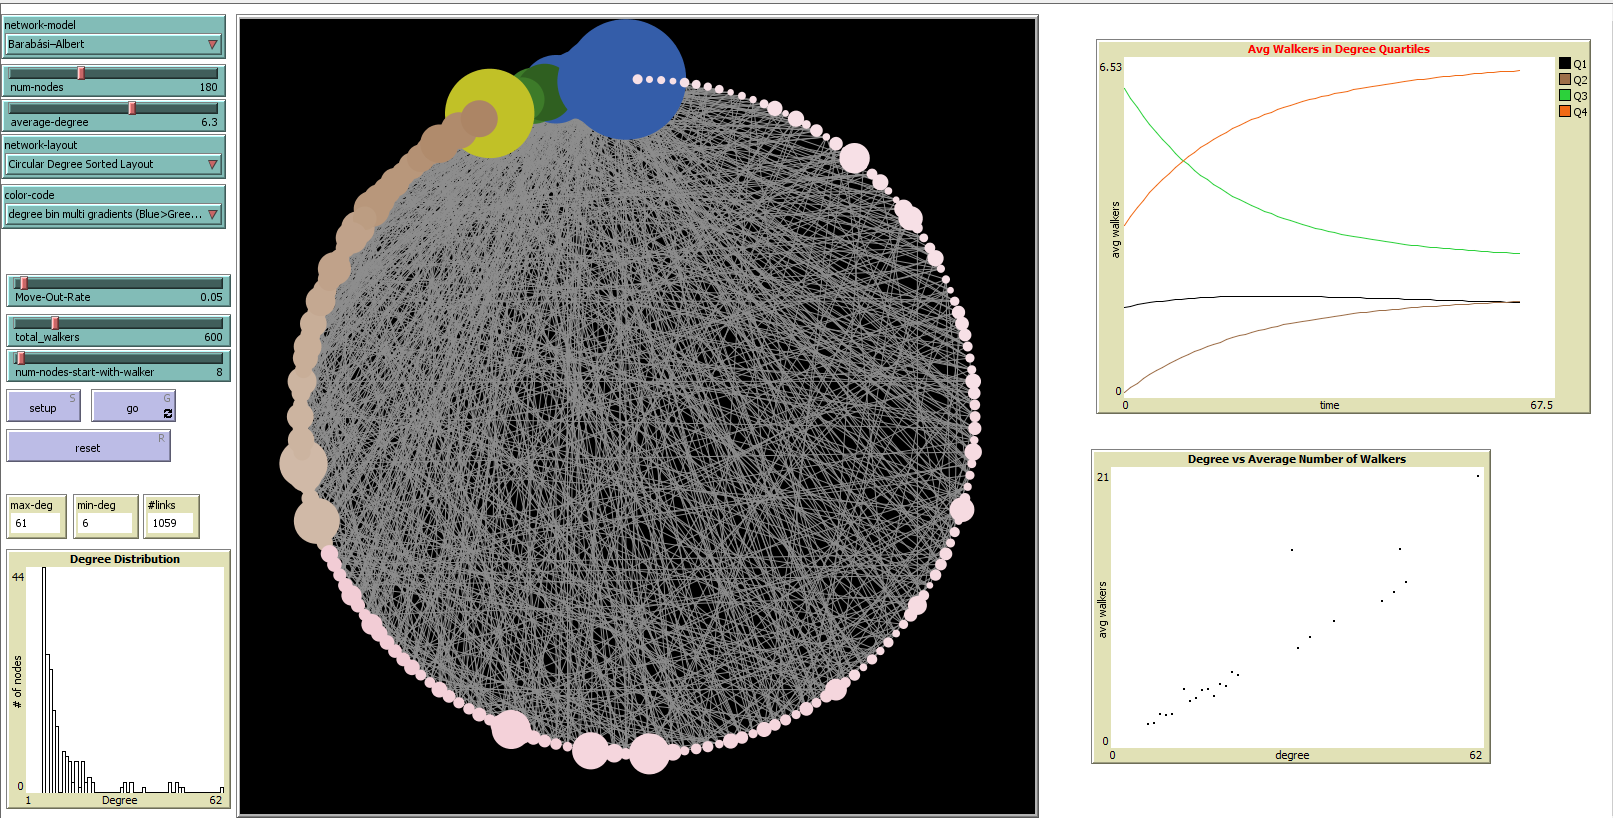 network-model
Barabási–Albert
num-nodes 180
average-degree 6.3
network-layout
Circular Degree Sorted Layout
color-code
degree bin multi gradients (Blue>Gree...
Move-Out-Rate 0.05
total_walkers 600
num-nodes-start-with-walker 8
setup S
go G
reset R
max-deg
61
min-deg
6
#links
1059
Degree Distribution
44
# of nodes
0
1 Degree 62
Avg Walkers in Degree Quartiles
6.53
avg walkers
0
0 time 67.5
Q1
Q2
Q3
Q4
Degree vs Average Number of Walkers
21
avg walkers
0
0 degree 62